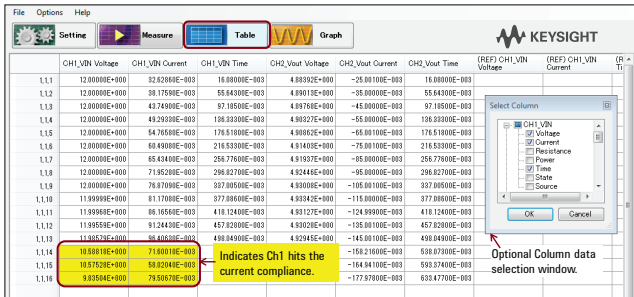 File Options Help
Setting Measure Table Graph KEYSIGHT
CH1_VIN Voltage CH1_VIN Current CH1_VIN Time CH2_Vout Voltage CH2_Vout Current CH2_Vout Time (REF) CH1_VIN Voltage (REF) CH1_VIN Current
1,1,1 12.00000E+000 32.62860E-003 16.08000E-003 4.88392E+000 -25.00100E-003 16.08000E-003
1,1,2 12.00000E+000 38.17590E-003 55.64300E-003 4.89013E+000 -35.00000E-003 55.64300E-003
1,1,3 12.00000E+000 43.74900E-003 97.18500E-003 4.89768E+000 -45.00000E-003 97.18500E-003
1,1,4 12.00000E+000 49.29330E-003 136.33300E-003 4.90327E+000 -55.00000E-003 136.33300E-003
1,1,5 12.00000E+000 54.76580E-003 176.51800E-003 4.90862E+000 -65.00100E-003 176.51800E-003
1,1,6 12.00000E+000 60.49080E-003 216.53300E-003 4.91403E+000 -75.00000E-003 216.53300E-003
1,1,7 12.00000E+000 65.43400E-003 256.77600E-003 4.91937E+000 -85.00000E-003 256.77600E-003
1,1,8 12.00000E+000 71.95280E-003 296.82700E-003 4.92446E+000 -95.00000E-003 296.82700E-003
1,1,9 12.00000E+000 76.87090E-003 337.00500E-003 4.93008E+000 -105.00100E-003 337.00500E-003
1,1,10 11.99999E+000 81.17080E-003 377.08600E-003 4.93342E+000 -115.00000E-003 377.08600E-003
1,1,11 11.99968E+000 86.16560E-003 418.12400E-003 4.93127E+000 -124.99900E-003 418.12400E-003
1,1,12 11.99559E+000 91.24430E-003 457.82800E-003 4.93028E+000 -135.00100E-003 457.82800E-003
1,1,13 11.98579E+000 96.40630E-003 498.04900E-003 4.92945E+000 -145.00100E-003 498.04900E-003
1,1,14 10.58818E+000 71.60010E-003 -158.21600E-003 538.07300E-003
1,1,15 10.57528E+000 58.02040E-003 -164.94100E-003 593.37400E-003
1,1,16 9.83504E+000 79.50670E-003 -177.97800E-003 633.47700E-003
Indicates Ch1 hits the
current compliance.
Select Column
CH1_VIN
Voltage
Current
Resistance
Power
Time
State
Source
OK Cancel
Optional Column data
selection window.